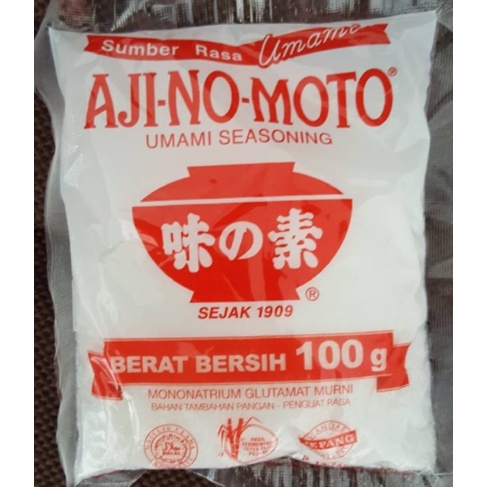 Sumber Rasa Umami
AJI-NO-MOTO®
UMAMI SEASONING
味の素
®
SEJAK 1909
BERAT BERSIH 100 g
MONONATRIUM GLUTAMAT MURNI
BAHAN TAMBAHAN PANGAN - PENGUAT RASA
HALAL